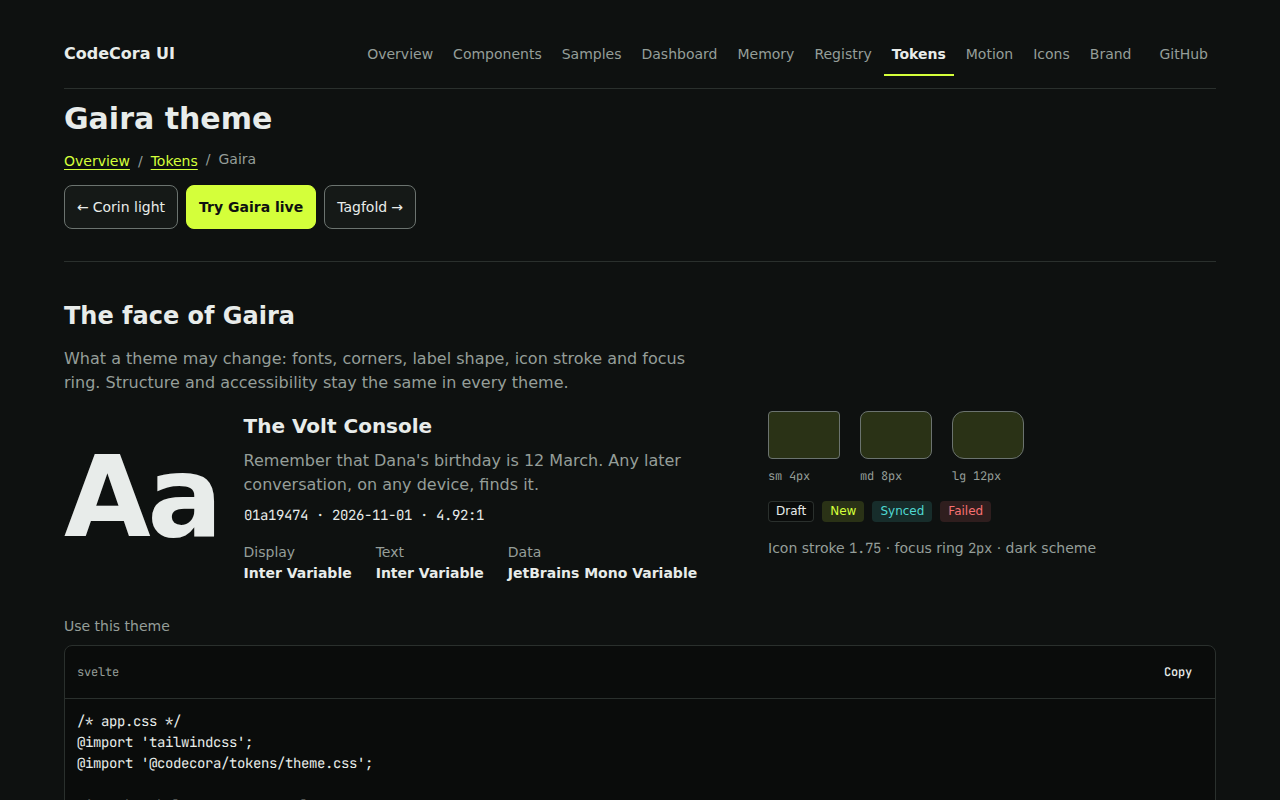 CodeCora UI
Overview Components Samples Dashboard Memory Registry Tokens Motion Icons Brand GitHub
Gaira theme
Overview / Tokens / Gaira
← Corin light
Try Gaira live
Tagfold →
The face of Gaira
What a theme may change: fonts, corners, label shape, icon stroke and focus
ring. Structure and accessibility stay the same in every theme.
Aa
The Volt Console
Remember that Dana's birthday is 12 March. Any later
conversation, on any device, finds it.
01a19474 · 2026-11-01 · 4.92:1
Display Text Data
Inter Variable Inter Variable JetBrains Mono Variable
sm 4px md 8px lg 12px
Draft New Synced Failed
Icon stroke 1.75 · focus ring 2px · dark scheme
Use this theme
svelte
Copy
/* app.css */
@import 'tailwindcss';
@import '@codecora/tokens/theme.css';